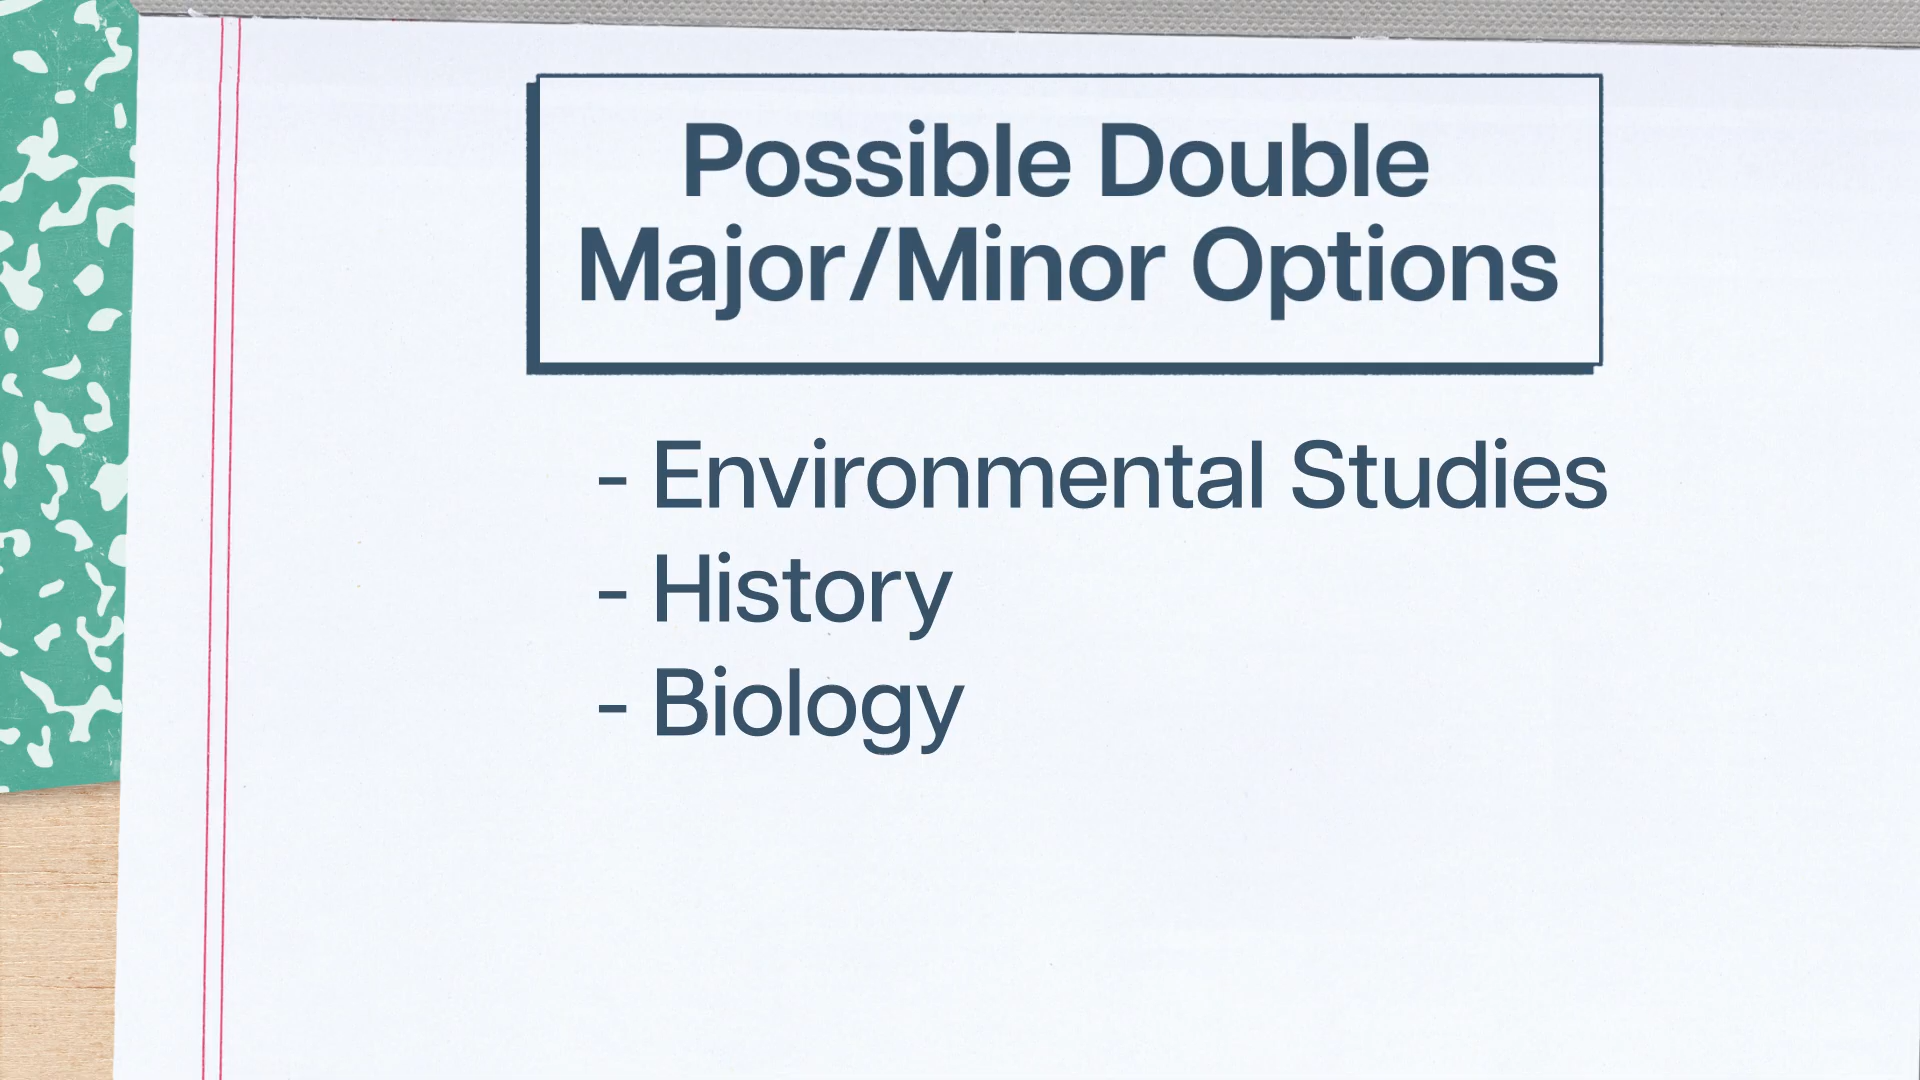 Possible Double
Major/Minor Options
- Environmental Studies
- History
- Biology